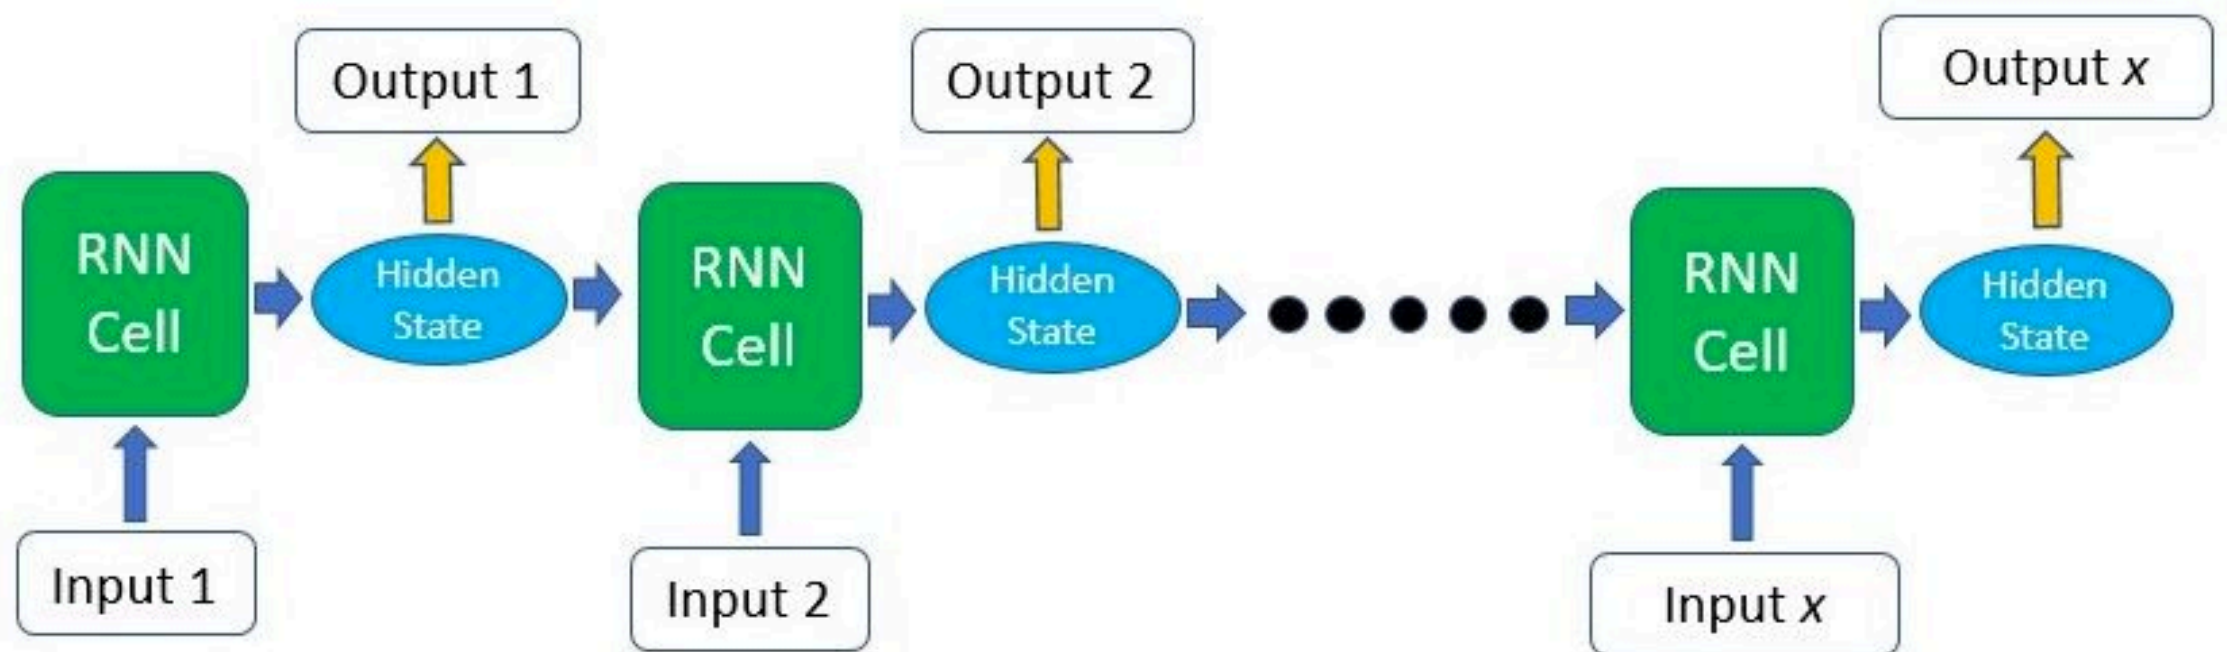 Output 1
Output 2
Output x
RNN
Cell
Hidden
State
RNN
Cell
Hidden
State
RNN
Cell
Hidden
State
Input 1
Input 2
Input x